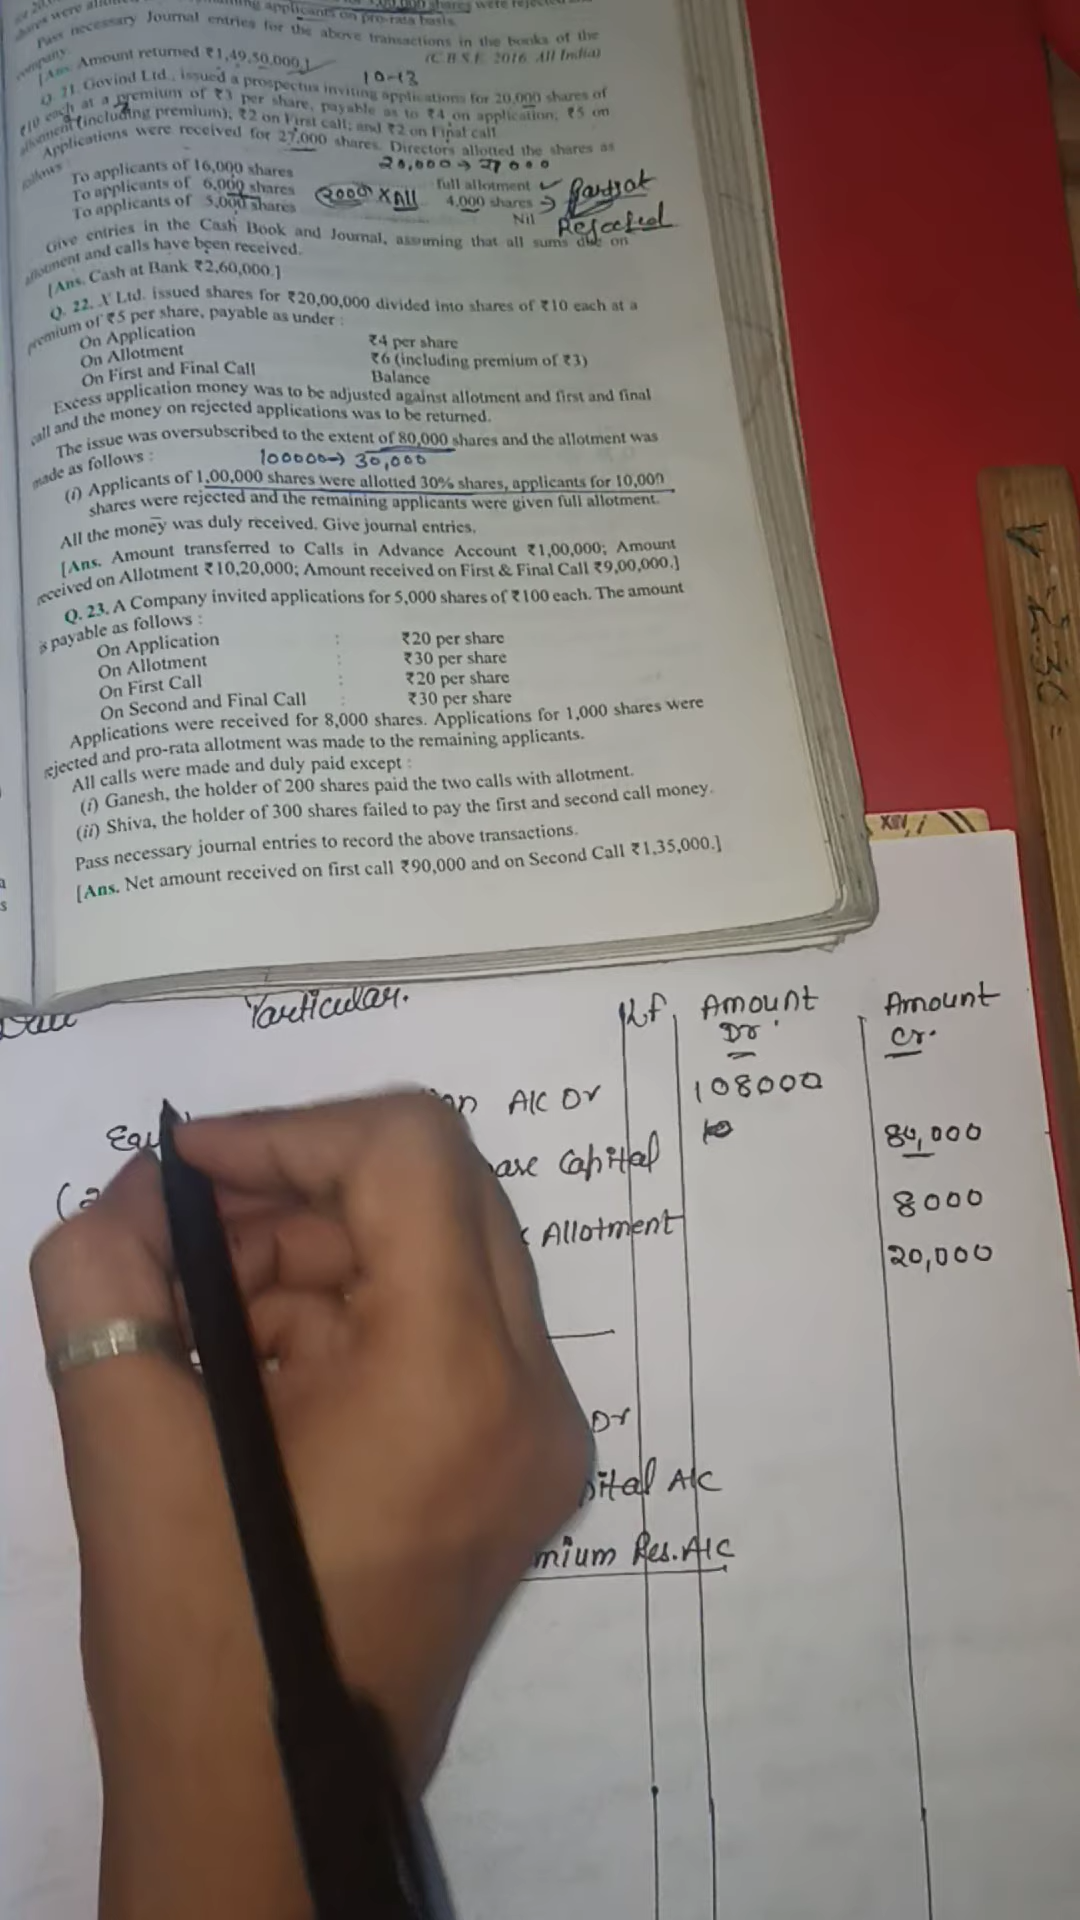 applicants on pro-rata basis.
Pass necessary Journal entries for the above transactions in the books of the
company.
(C.B.S.E. 2016, All India)
[Ans. Amount returned ₹1,49,50,000.]
10-13
Q. 21. Govind Ltd., issued a prospectus inviting applications for 20,000 shares of
₹10 each at a premium of ₹3 per share, payable as to ₹4 on application, ₹5 on
allotment (including premium); ₹2 on First call; and ₹2 on Final call.
Applications were received for 27,000 shares. Directors allotted the shares as
follows :
20,000 → 27000
To applicants of 16,000 shares full allotment
To applicants of 6,000 shares 4,000 shares
To applicants of 5,000 shares Nil
2000 X All
Rejected
Give entries in the Cash Book and Journal, assuming that all sums due on
allotment and calls have been received.
[Ans. Cash at Bank ₹2,60,000.]
Q. 22. X Ltd. issued shares for ₹20,00,000 divided into shares of ₹10 each at a
premium of ₹5 per share, payable as under :
On Application ₹4 per share
On Allotment ₹6 (including premium of ₹3)
On First and Final Call Balance
Excess application money was to be adjusted against allotment and first and final
call and the money on rejected applications was to be returned.
The issue was oversubscribed to the extent of 80,000 shares and the allotment was
made as follows :
100000→ 30,000
(i) Applicants of 1,00,000 shares were allotted 30% shares, applicants for 10,000
shares were rejected and the remaining applicants were given full allotment.
All the money was duly received. Give journal entries.
[Ans. Amount transferred to Calls in Advance Account ₹1,00,000; Amount
received on Allotment ₹10,20,000; Amount received on First & Final Call ₹9,00,000.]
Q. 23. A Company invited applications for 5,000 shares of ₹100 each. The amount
is payable as follows :
On Application : ₹20 per share
On Allotment : ₹30 per share
On First Call : ₹20 per share
On Second and Final Call : ₹30 per share
Applications were received for 8,000 shares. Applications for 1,000 shares were
rejected and pro-rata allotment was made to the remaining applicants.
All calls were made and duly paid except :
(i) Ganesh, the holder of 200 shares paid the two calls with allotment.
(ii) Shiva, the holder of 300 shares failed to pay the first and second call money.
Pass necessary journal entries to record the above transactions.
[Ans. Net amount received on first call ₹90,000 and on Second Call ₹1,35,000.]
Date Particular. L.f. Amount Dr. Amount Cr.
A/C Dr 108000
Capital 80,000
Allotment 8000
20,000
Dr
A/C
Res. A/C